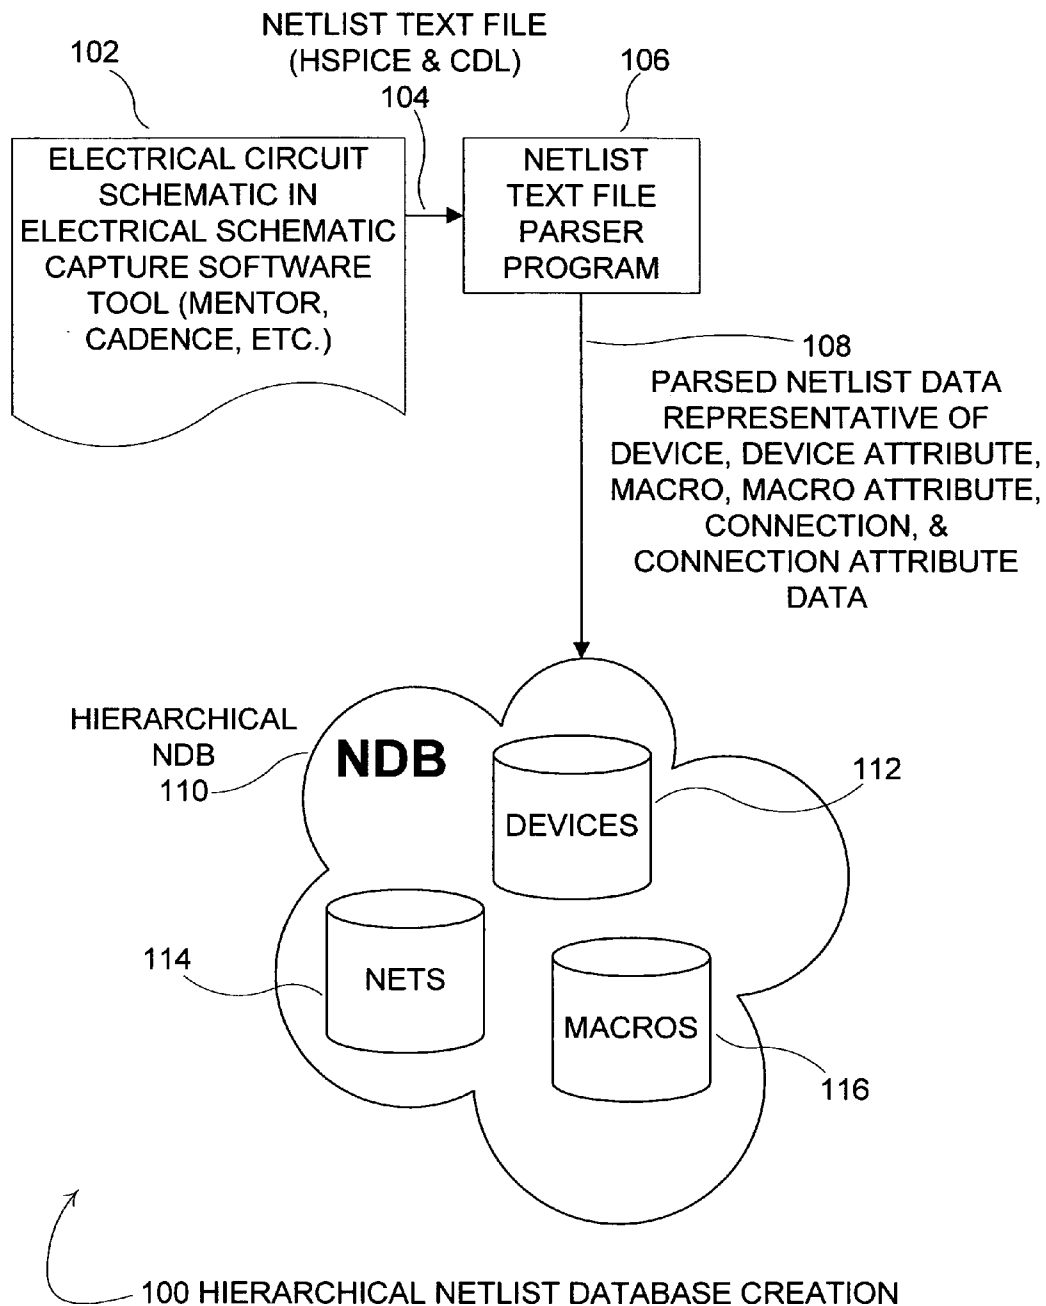 NETLIST TEXT FILE
(HSPICE & CDL)
102
104
106
ELECTRICAL CIRCUIT
SCHEMATIC IN
ELECTRICAL SCHEMATIC
CAPTURE SOFTWARE
TOOL (MENTOR,
CADENCE, ETC.)
NETLIST
TEXT FILE
PARSER
PROGRAM
108
PARSED NETLIST DATA
REPRESENTATIVE OF
DEVICE, DEVICE ATTRIBUTE,
MACRO, MACRO ATTRIBUTE,
CONNECTION, &
CONNECTION ATTRIBUTE
DATA
HIERARCHICAL
NDB
110
NDB
112
DEVICES
114
NETS
MACROS
116
100 HIERARCHICAL NETLIST DATABASE CREATION